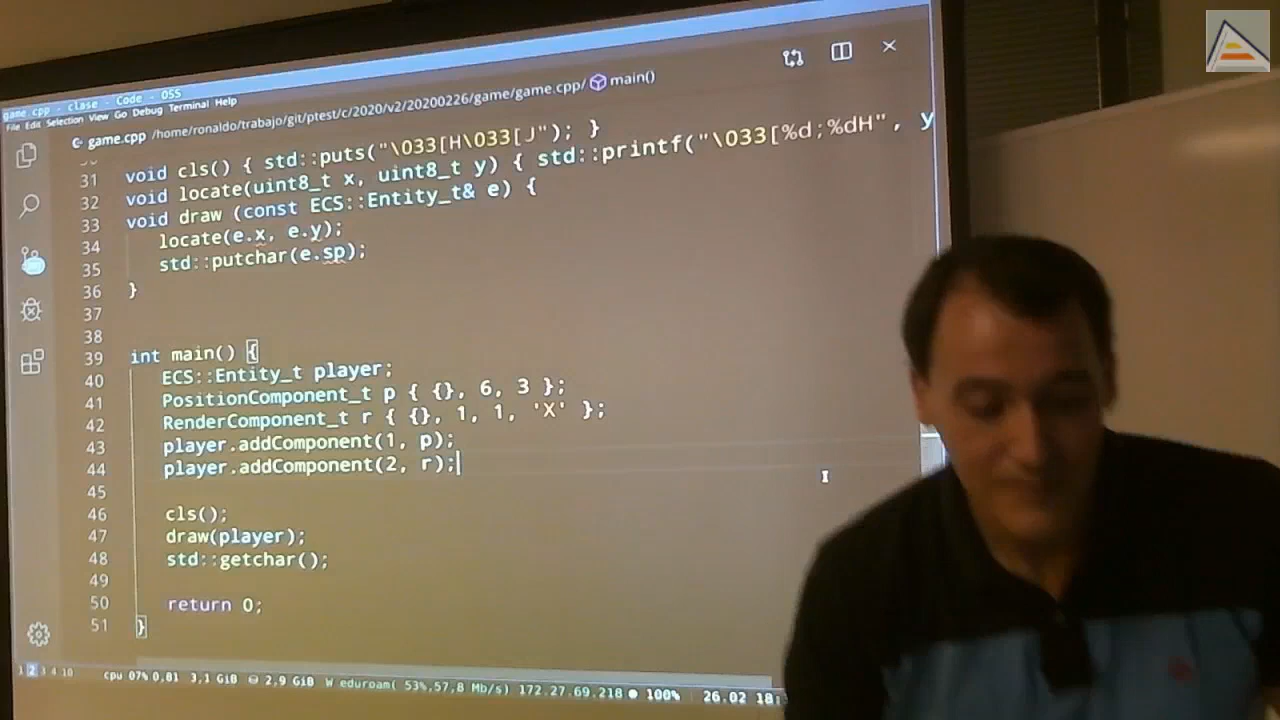 game cpp - clase - Code - OSS
File Edit Selection View Go Debug Terminal Help
game.cpp /home/ronaldo/trabajo/git/ptest/c/2020/v2/20200226/game/game.cpp/ main()
31 void cls() { std::puts("\033[H\033[J"); }
32 void locate(uint8_t x, uint8_t y) { std::printf("\033[%d;%dH", y
33 void draw (const ECS::Entity_t& e) {
34 locate(e.x, e.y);
35 std::putchar(e.sp);
36 }
37
38
39 int main() {
40 ECS::Entity_t player;
41 PositionComponent_t p { {}, 6, 3 };
42 RenderComponent_t r { {}, 1, 1, 'X' };
43 player.addComponent(1, p);
44 player.addComponent(2, r);
45
46 cls();
47 draw(player);
48 std::getchar();
49
50 return 0;
51 }
1 2 3 4 10 cpu 07% 0,81 3,1 GiB 2,9 GiB W eduroam( 53%,57,8 Mb/s) 172.27.69.218 100% 26.02 18: